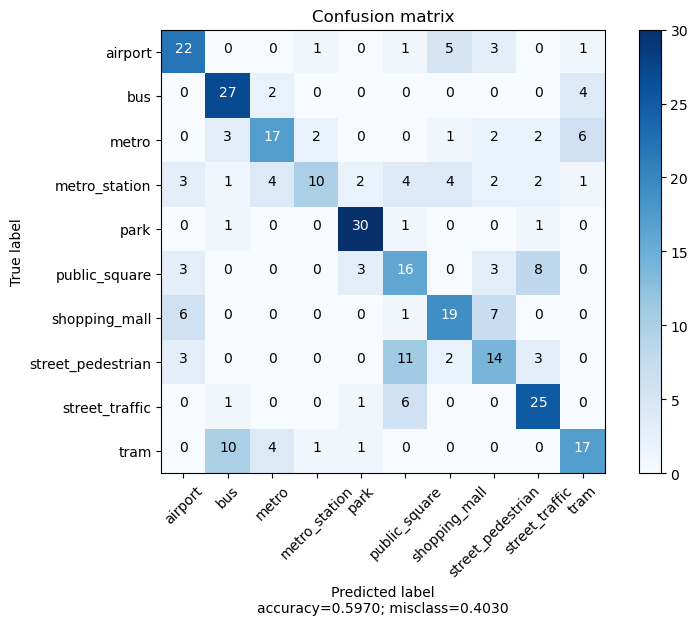 Confusion matrix
True label
airport 22 0 0 1 0 1 5 3 0 1
bus 0 27 2 0 0 0 0 0 0 4
metro 0 3 17 2 0 0 1 2 2 6
metro_station 3 1 4 10 2 4 4 2 2 1
park 0 1 0 0 30 1 0 0 1 0
public_square 3 0 0 0 3 16 0 3 8 0
shopping_mall 6 0 0 0 0 1 19 7 0 0
street_pedestrian 3 0 0 0 0 11 2 14 3 0
street_traffic 0 1 0 0 1 6 0 0 25 0
tram 0 10 4 1 1 0 0 0 0 17
airport bus metro metro_station park public_square shopping_mall street_pedestrian street_traffic tram
Predicted label
accuracy=0.5970; misclass=0.4030
30
25
20
15
10
5
0